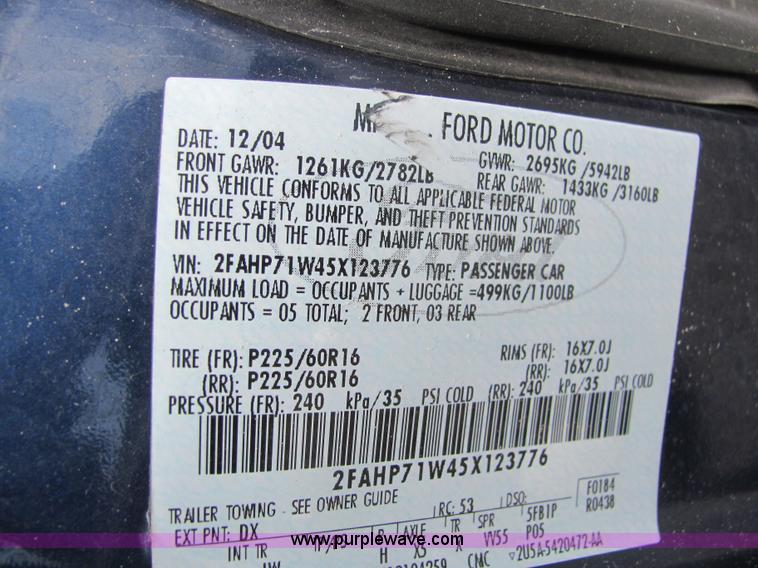 FORD MOTOR CO.
DATE: 12/04 GVWR: 2695KG /5942LB
FRONT GAWR: 1261KG/2782LB REAR GAWR: 1433KG /3160LB
THIS VEHICLE CONFORMS TO ALL APPLICABLE FEDERAL MOTOR
VEHICLE SAFETY, BUMPER, AND THEFT PREVENTION STANDARDS
IN EFFECT ON THE DATE OF MANUFACTURE SHOWN ABOVE.
VIN: 2FAHP71W45X123776 TYPE: PASSENGER CAR
MAXIMUM LOAD = OCCUPANTS + LUGGAGE =499KG/1100LB
OCCUPANTS = 05 TOTAL; 2 FRONT, 03 REAR
TIRE (FR): P225/60R16 RIMS (FR): 16X7.0J
(RR): P225/60R16 (RR): 16X7.0J
PRESSURE (FR): 240 kPa/35 PSI COLD (RR): 240 kPa/35 PSI COLD
2FAHP71W45X123776
TRAILER TOWING - SEE OWNER GUIDE RC: 53 DSO: F0184
EXT PNT: DX 5FB1P R0438
INT TR AXLE TR SPR P05
H X5 X VV55
CMC 2U5A-5420472-AA
www.purplewave.com